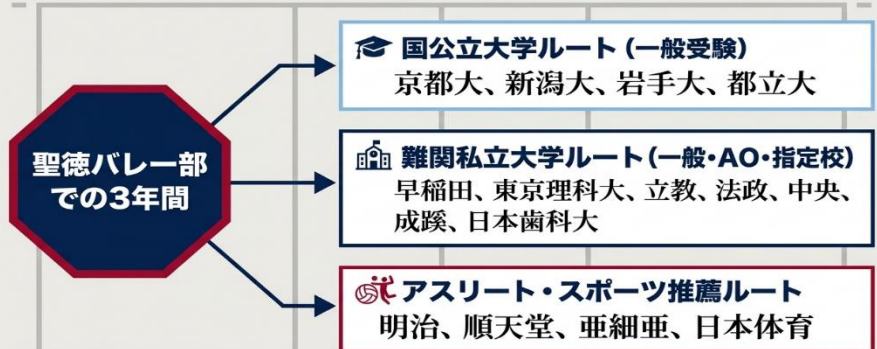 聖徳バレー部
での3年間
国公立大学ルート（一般受験）
京都大、新潟大、岩手大、都立大
難関私立大学ルート（一般・AO・指定校）
早稲田、東京理科大、立教、法政、中央、
成蹊、日本歯科大
アスリート・スポーツ推薦ルート
明治、順天堂、亜細亜、日本体育